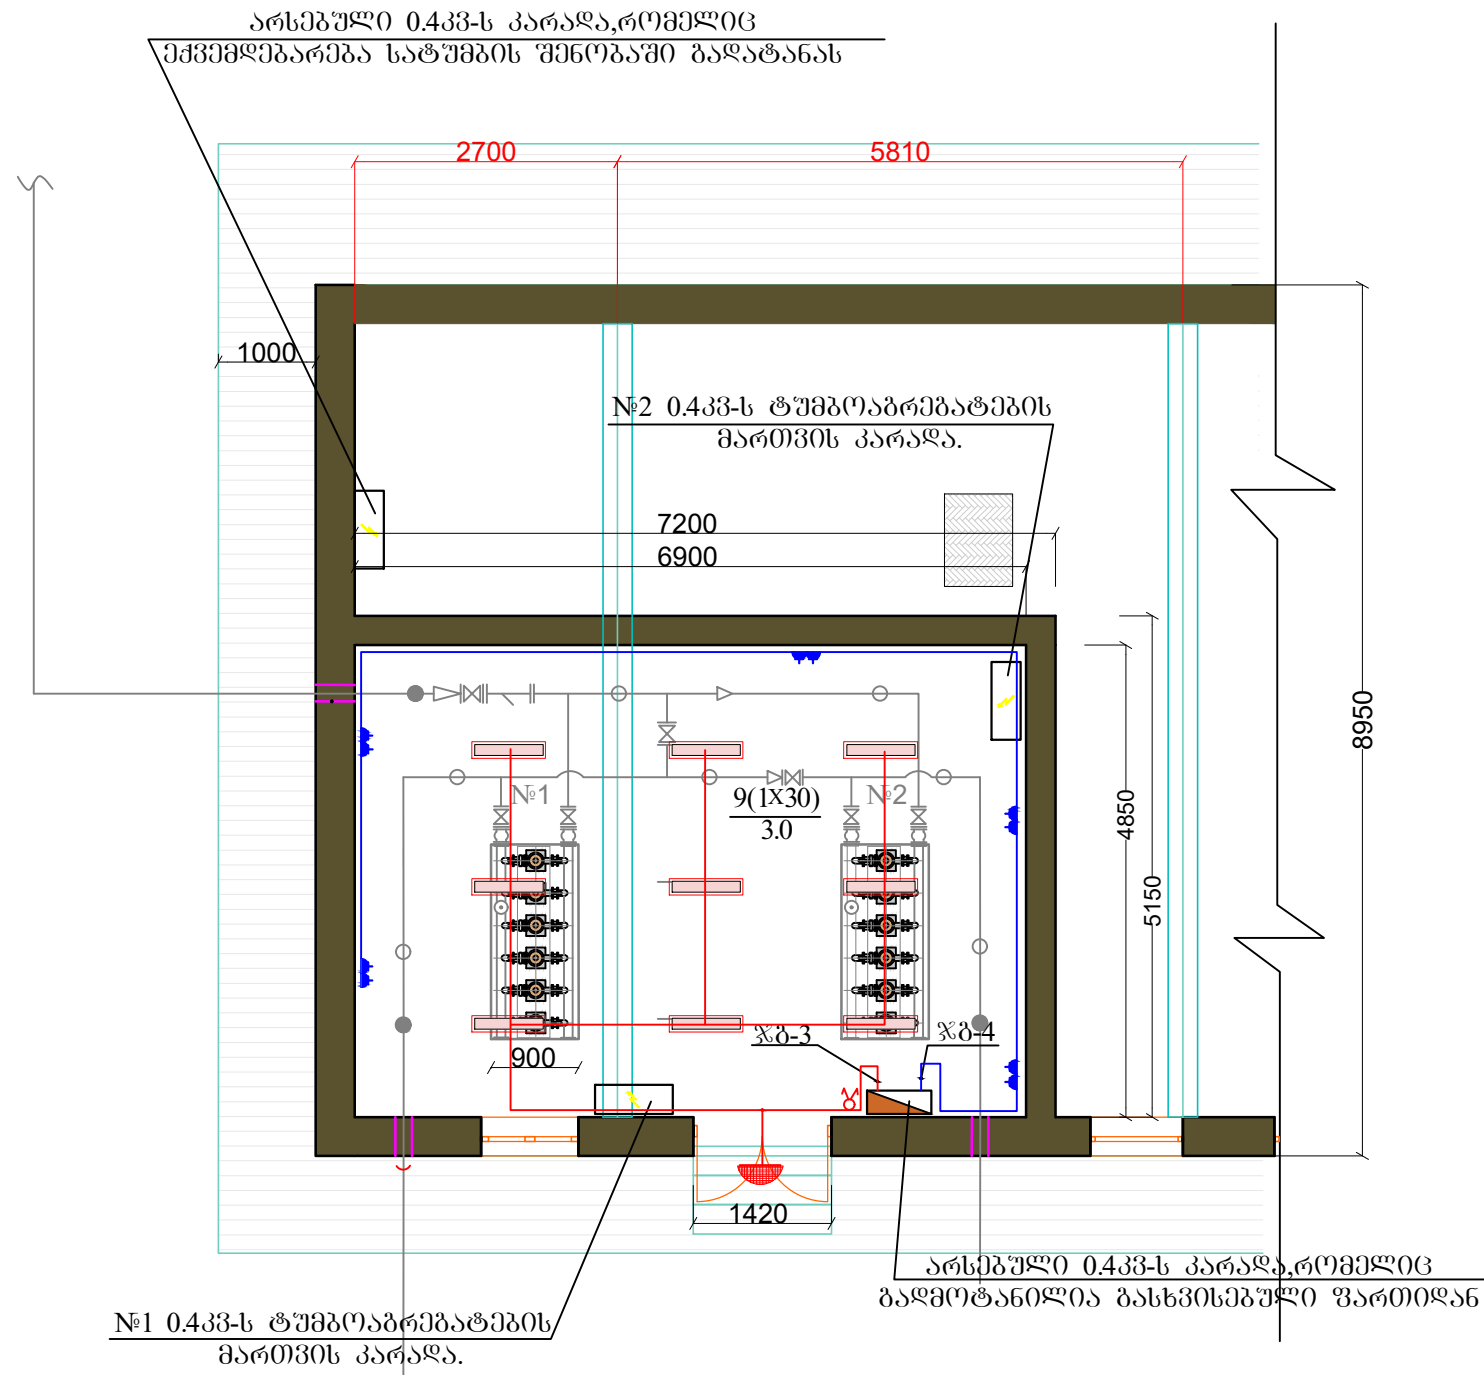 არსებული 0.4კვ-ს კარადა,რომელიც
ექვემდებარება სატუმბის შენობაში გადატანას
2700
5810
1000
№2 0.4კვ-ს ტუმბოაგრეგატების
მართვის კარადა.
7200
6900
8950
4850
5150
№1
9(1X30)
3.0
№2
ჯგ-3
ჯგ-4
900
1420
არსებული 0.4კვ-ს კარადა,რომელიც
გადმოტანილია გასხვისებული ფართიდან
№1 0.4კვ-ს ტუმბოაგრეგატების
მართვის კარადა.